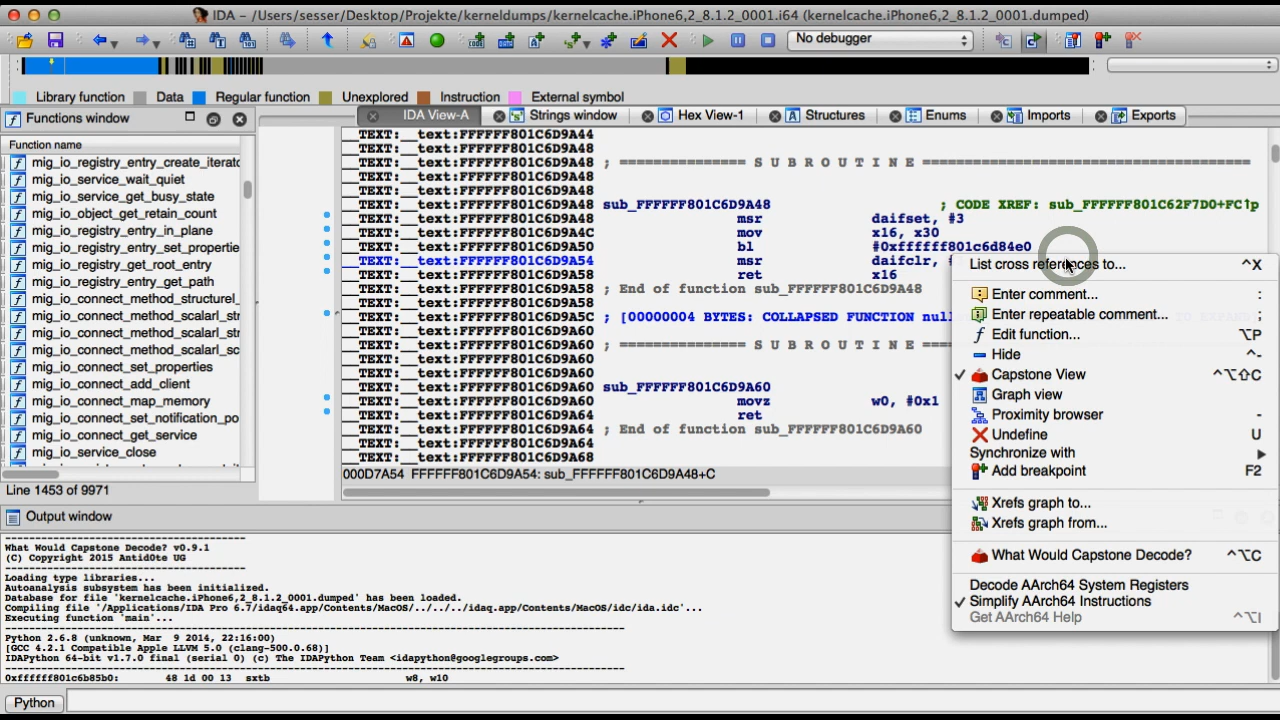 IDA – /Users/sesser/Desktop/Projekte/kerneldumps/kernelcache.iPhone6,2_8.1.2_0001.i64 (kernelcache.iPhone6,2_8.1.2_0001.dumped)
No debugger
Library function Data Regular function Unexplored Instruction External symbol
Functions window
IDA View-A Strings window Hex View-1 Structures Enums Imports Exports
Function name
mig_io_registry_entry_create_iterato
mig_io_service_wait_quiet
mig_io_service_get_busy_state
mig_io_object_get_retain_count
mig_io_registry_entry_in_plane
mig_io_registry_entry_set_propertie
mig_io_registry_get_root_entry
mig_io_registry_entry_get_path
mig_io_connect_method_structurel_
mig_io_connect_method_scalarl_str
mig_io_connect_method_scalarl_str
mig_io_connect_method_scalarl_sc
mig_io_connect_set_properties
mig_io_connect_add_client
mig_io_connect_map_memory
mig_io_connect_set_notification_po
mig_io_connect_get_service
mig_io_service_close
Line 1453 of 9971
__TEXT:__text:FFFFFF801C6D9A44
__TEXT:__text:FFFFFF801C6D9A48
__TEXT:__text:FFFFFF801C6D9A48 ; =============== S U B R O U T I N E =======================================
__TEXT:__text:FFFFFF801C6D9A48
__TEXT:__text:FFFFFF801C6D9A48
__TEXT:__text:FFFFFF801C6D9A48 sub_FFFFFF801C6D9A48 ; CODE XREF: sub_FFFFFF801C62F7D0+FC↑p
__TEXT:__text:FFFFFF801C6D9A48 msr daifset, #3
__TEXT:__text:FFFFFF801C6D9A4C mov x16, x30
__TEXT:__text:FFFFFF801C6D9A50 bl #0xffffff801c6d84e0
__TEXT:__text:FFFFFF801C6D9A54 msr daifclr, #
__TEXT:__text:FFFFFF801C6D9A58 ret x16
__TEXT:__text:FFFFFF801C6D9A58 ; End of function sub_FFFFFF801C6D9A48
__TEXT:__text:FFFFFF801C6D9A58
__TEXT:__text:FFFFFF801C6D9A5C ; [00000004 BYTES: COLLAPSED FUNCTION nul
__TEXT:__text:FFFFFF801C6D9A60
__TEXT:__text:FFFFFF801C6D9A60 ; =============== S U B R O U T I N E ===
__TEXT:__text:FFFFFF801C6D9A60
__TEXT:__text:FFFFFF801C6D9A60
__TEXT:__text:FFFFFF801C6D9A60 sub_FFFFFF801C6D9A60
__TEXT:__text:FFFFFF801C6D9A60 movz w0, #0x1
__TEXT:__text:FFFFFF801C6D9A64 ret
__TEXT:__text:FFFFFF801C6D9A64 ; End of function sub_FFFFFF801C6D9A60
__TEXT:__text:FFFFFF801C6D9A64
__TEXT:__text:FFFFFF801C6D9A68
000D7A54 FFFFFF801C6D9A54: sub_FFFFFF801C6D9A48+C
List cross references to... ^X
Enter comment... :
Enter repeatable comment... ;
Edit function... ⌥P
Hide ^-
✓ Capstone View ^⌥⇧C
Graph view
Proximity browser -
Undefine U
Synchronize with ▶
Add breakpoint F2
Xrefs graph to...
Xrefs graph from...
What Would Capstone Decode? ^⌥C
Decode AArch64 System Registers
✓ Simplify AArch64 Instructions
Get AArch64 Help ^⌥I
Output window
----------------------------------------
What Would Capstone Decode? v0.9.1
(C) Copyright 2015 Antid0te UG
----------------------------------------
Loading type libraries...
Autoanalysis subsystem has been initialized.
Database for file 'kernelcache.iPhone6,2_8.1.2_0001.dumped' has been loaded.
Compiling file '/Applications/IDA Pro 6.7/idaq64.app/Contents/MacOS/../../../idaq.app/Contents/MacOS/idc/ida.idc'...
Executing function 'main'...
Python 2.6.8 (unknown, Mar  9 2014, 22:16:00)
[GCC 4.2.1 Compatible Apple LLVM 5.0 (clang-500.0.68)]
IDAPython 64-bit v1.7.0 final (serial 0) (c) The IDAPython Team <idapython@googlegroups.com>
0xffffff801c6b85b0: 48 1d 00 13 sxtb w8, w10
Python